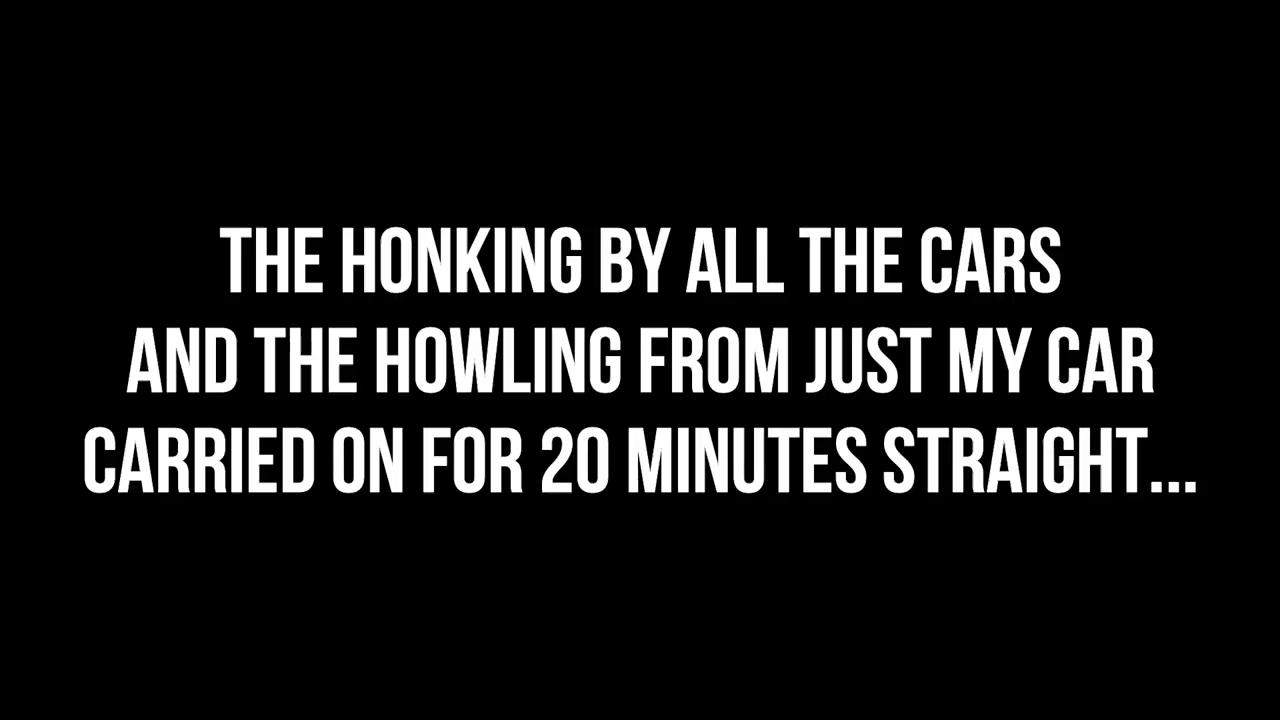 THE HONKING BY ALL THE CARS
AND THE HOWLING FROM JUST MY CAR
CARRIED ON FOR 20 MINUTES STRAIGHT...